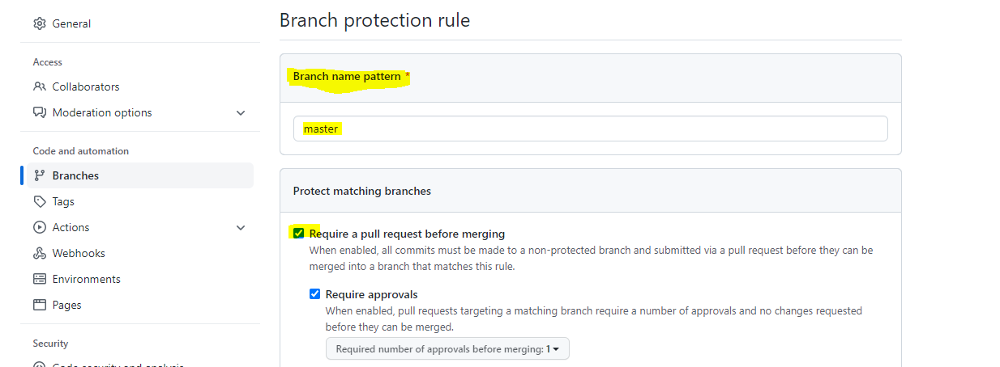 General
Access
Collaborators
Moderation options
Code and automation
Branches
Tags
Actions
Webhooks
Environments
Pages
Security
Code security and analysis
Branch protection rule
Branch name pattern *
master
Protect matching branches
Require a pull request before merging
When enabled, all commits must be made to a non-protected branch and submitted via a pull request before they can be
merged into a branch that matches this rule.
Require approvals
When enabled, pull requests targeting a matching branch require a number of approvals and no changes requested
before they can be merged.
Required number of approvals before merging: 1